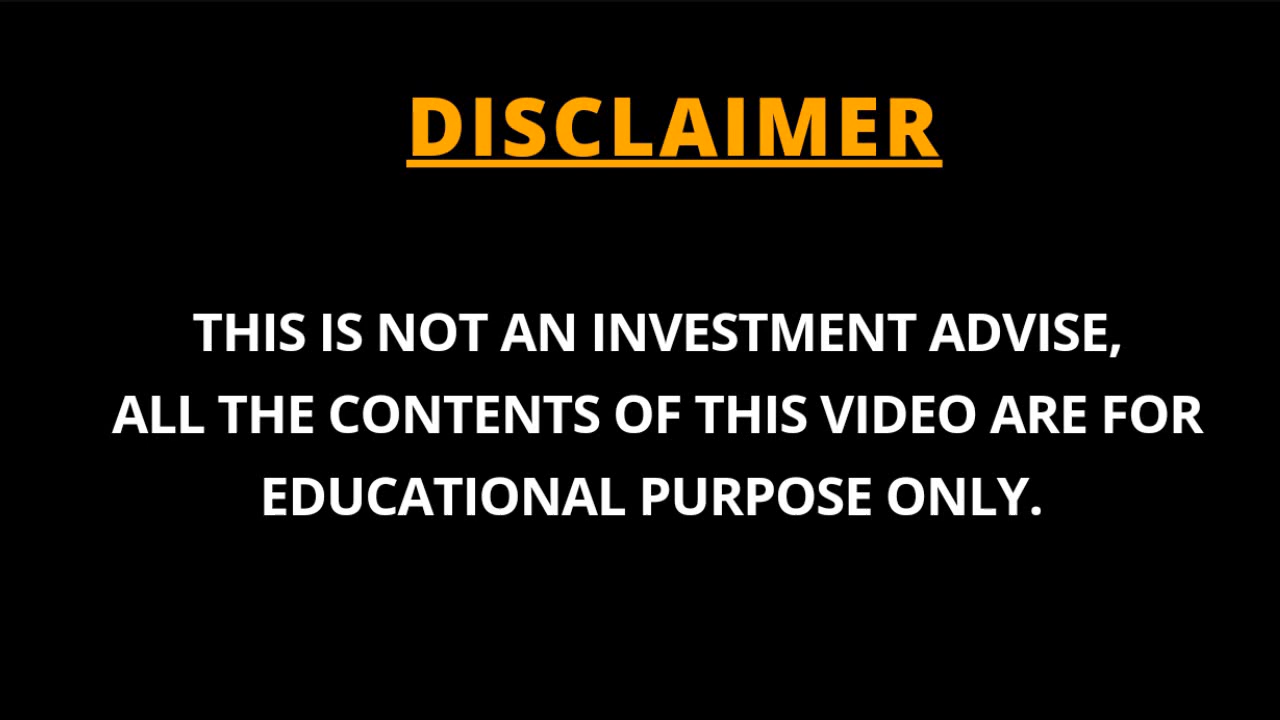 DISCLAIMER
THIS IS NOT AN INVESTMENT ADVISE,
ALL THE CONTENTS OF THIS VIDEO ARE FOR
EDUCATIONAL PURPOSE ONLY.